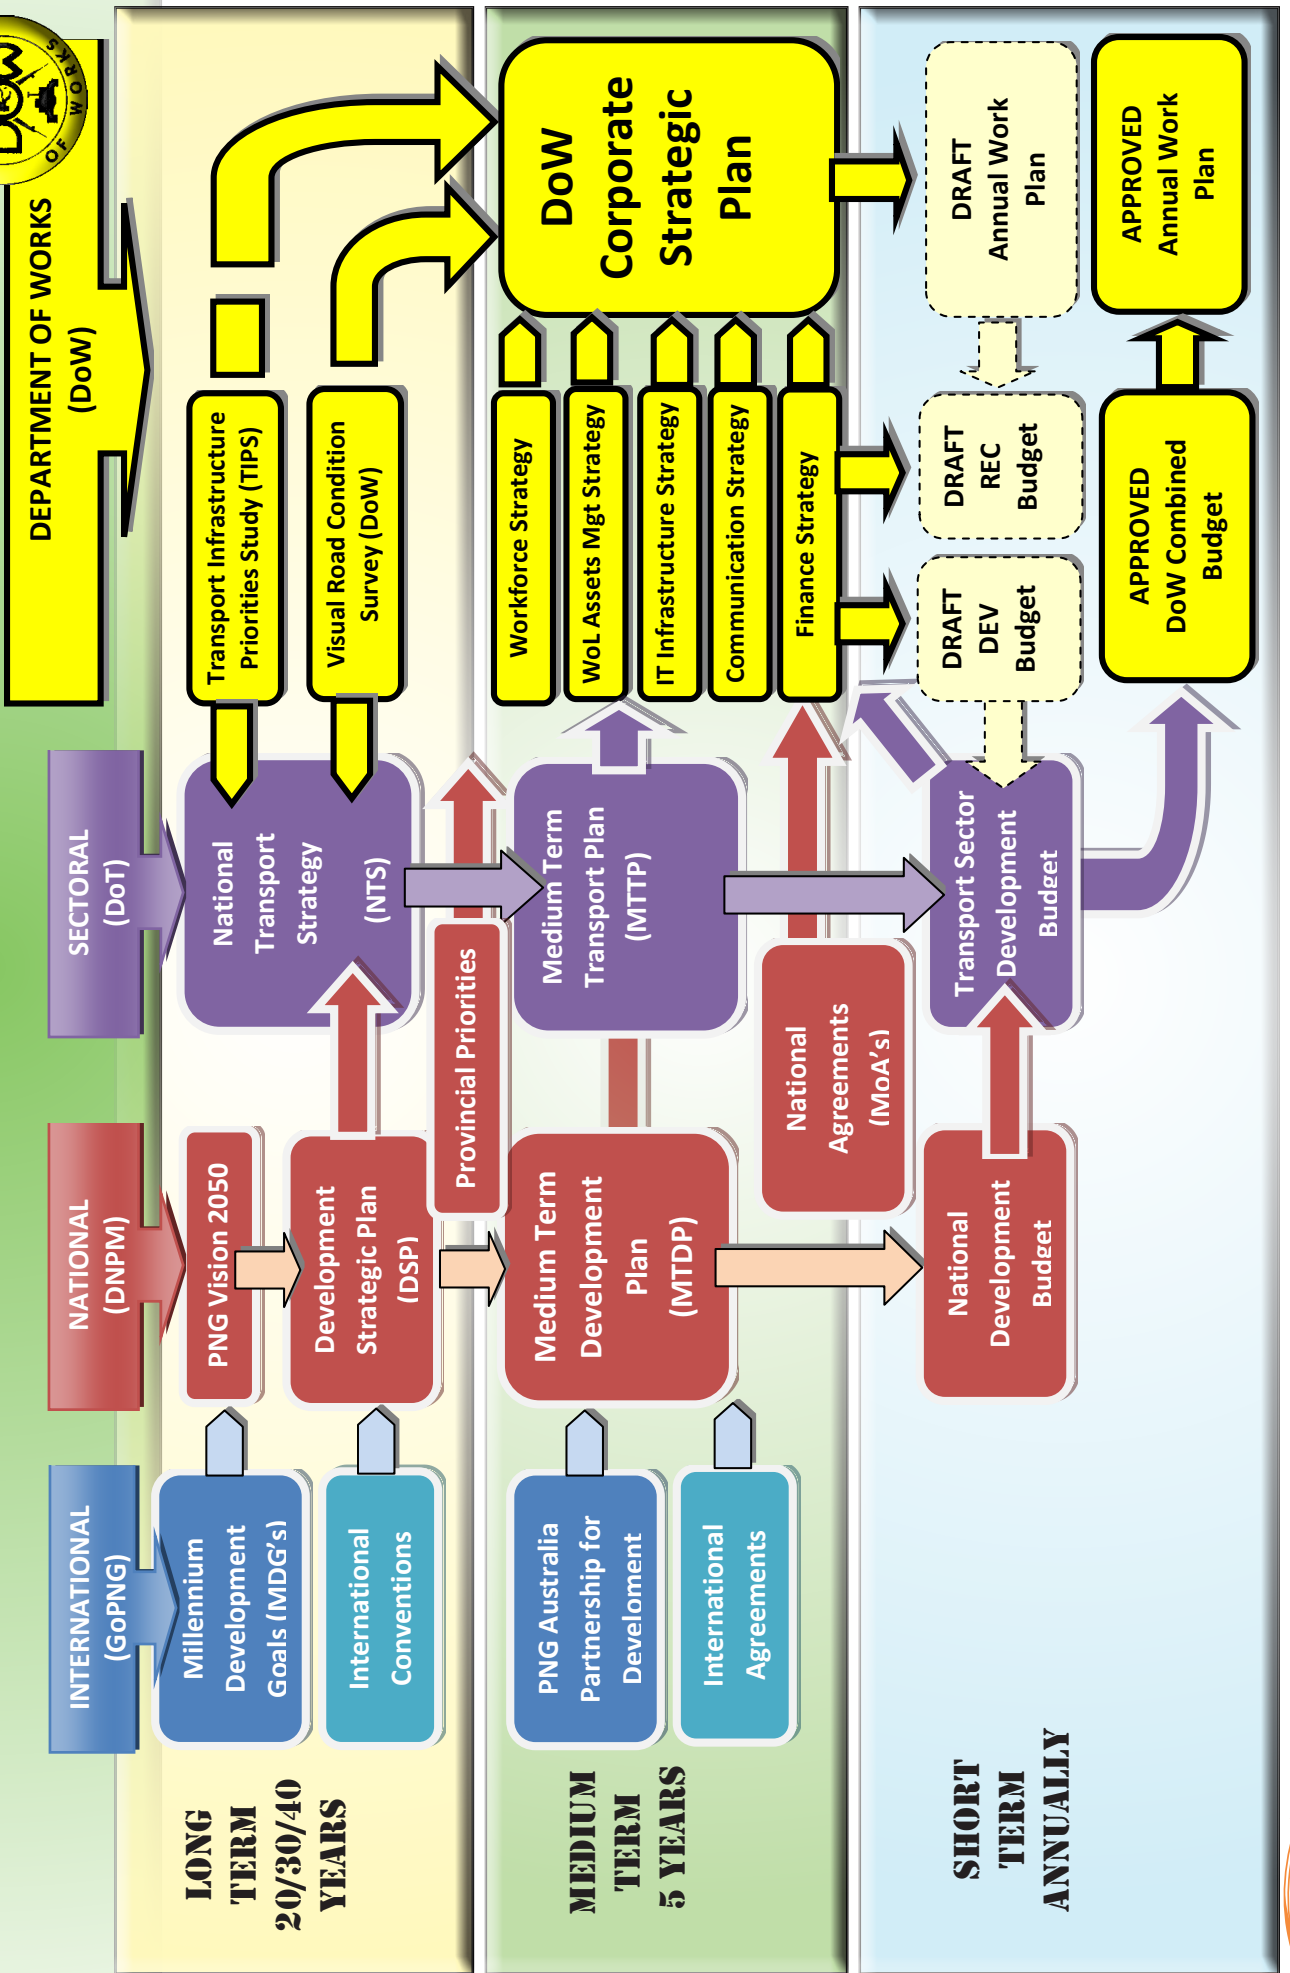 INTERNATIONAL
(GoPNG)
NATIONAL
(DNPM)
SECTORAL
(DoT)
DEPARTMENT OF WORKS
(DoW)
OF WORKS
LONG
TERM
20/30/40
YEARS
Millennium
Development
Goals (MDG's)
International
Conventions
PNG Vision 2050
Development
Strategic Plan
(DSP)
National
Transport
Strategy
(NTS)
Transport Infrastructure
Priorities Study (TIPS)
Visual Road Condition
Survey (DoW)
Provincial Priorities
MEDIUM
TERM
5 YEARS
PNG Australia
Partnership for
Develoment
International
Agreements
Medium Term
Development
Plan
(MTDP)
Medium Term
Transport Plan
(MTTP)
Workforce Strategy
WoL Assets Mgt Strategy
IT Infrastructure Strategy
Communication Strategy
Finance Strategy
DoW
Corporate
Strategic
Plan
National
Agreements
(MoA's)
SHORT
TERM
ANNUALLY
National
Development
Budget
Transport Sector
Development
Budget
DRAFT
DEV
Budget
DRAFT
REC
Budget
DRAFT
Annual Work
Plan
APPROVED
DoW Combined
Budget
APPROVED
Annual Work
Plan